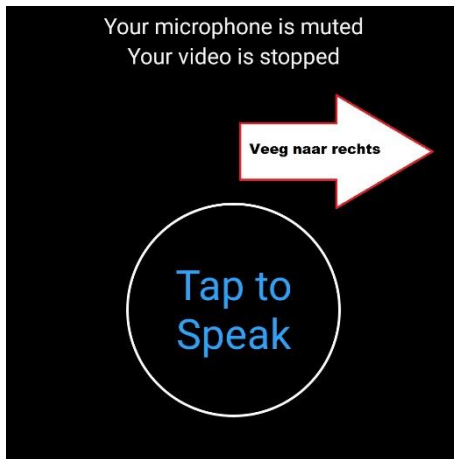 Your microphone is muted
Your video is stopped
Veeg naar rechts
Tap to
Speak